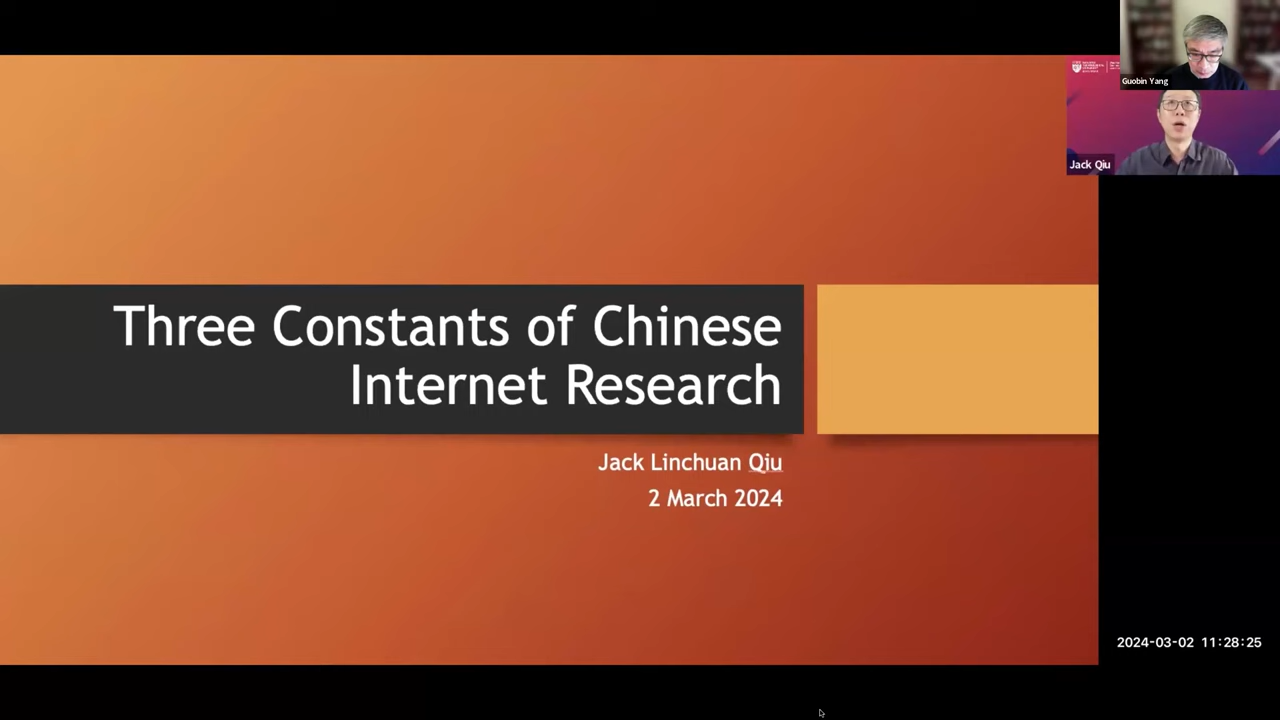 Guobin Yang
Jack Qiu
Three Constants of Chinese
Internet Research
Jack Linchuan Qiu
2 March 2024
2024-03-02 11:28:25